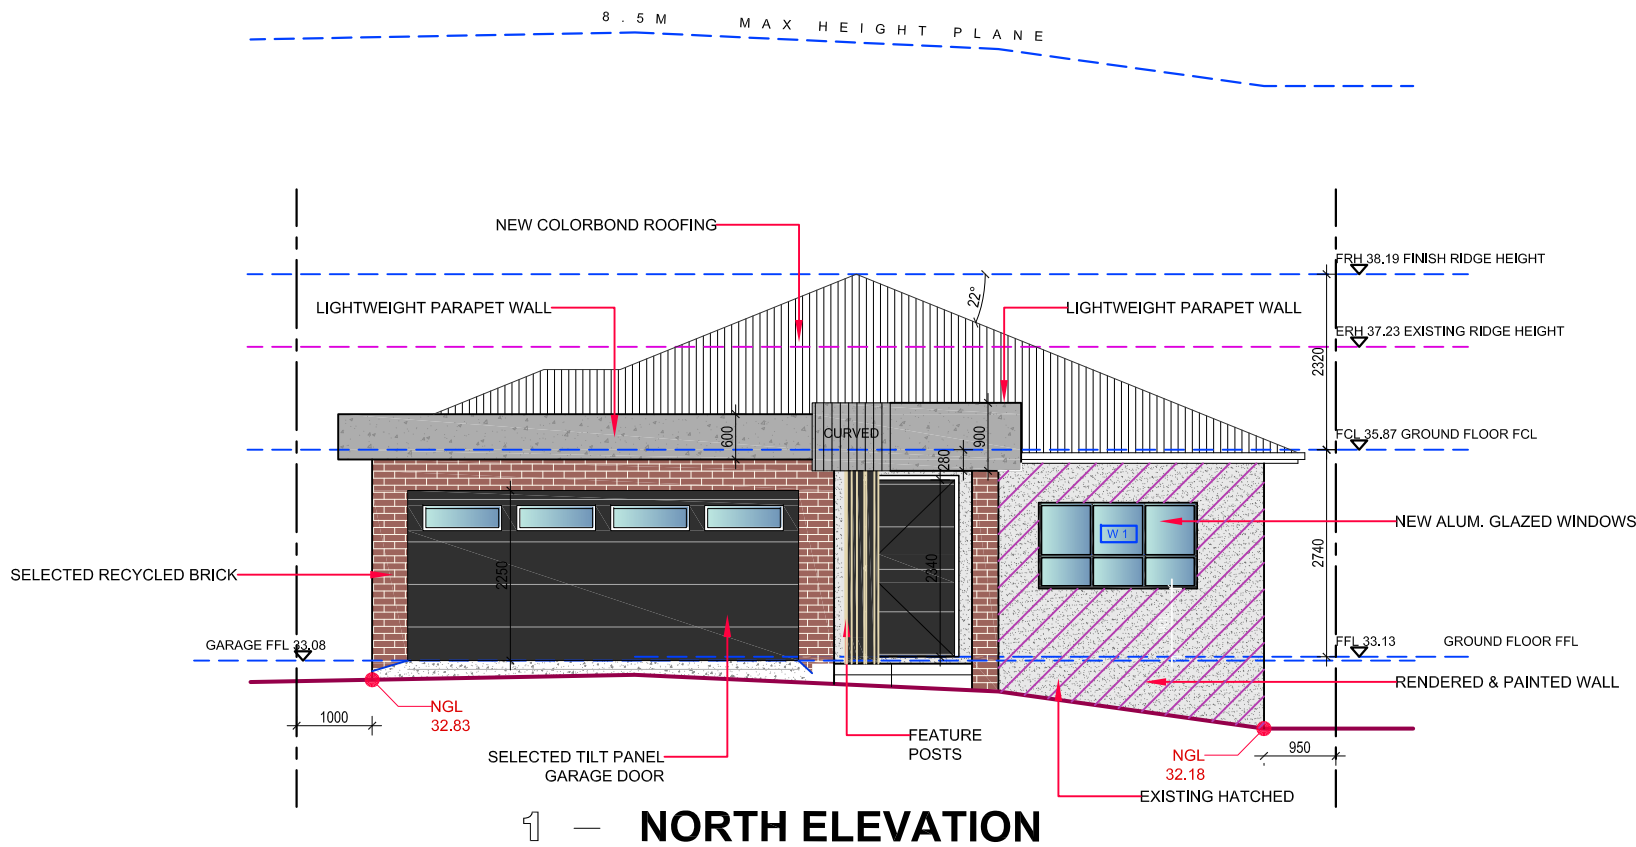 8 . 5 M MAX HEIGHT PLANE
NEW COLORBOND ROOFING
FRH 38.19 FINISH RIDGE HEIGHT
22°
LIGHTWEIGHT PARAPET WALL
LIGHTWEIGHT PARAPET WALL
ERH 37.23 EXISTING RIDGE HEIGHT
2320
600
CURVED
900
280
FCL 35.87 GROUND FLOOR FCL
NEW ALUM. GLAZED WINDOWS
W 1
2740
SELECTED RECYCLED BRICK
2250
2340
GARAGE FFL 33.08
FFL 33.13 GROUND FLOOR FFL
RENDERED & PAINTED WALL
NGL
32.83
1000
FEATURE
POSTS
SELECTED TILT PANEL
GARAGE DOOR
NGL
32.18
950
EXISTING HATCHED
1 — NORTH ELEVATION